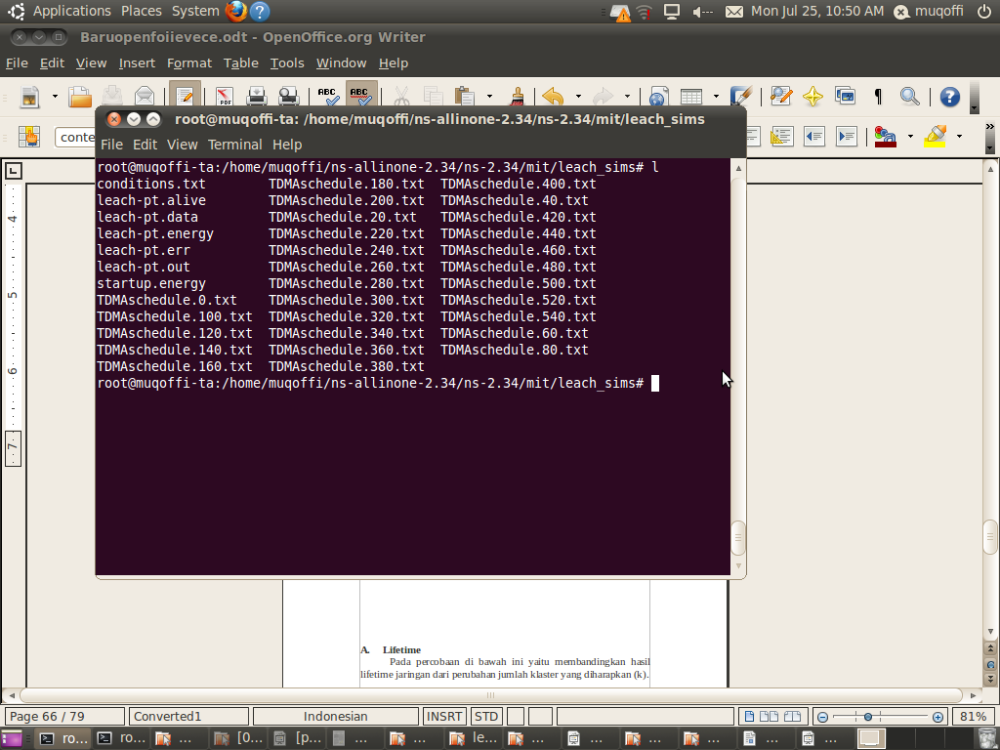 Applications Places System ? Mon Jul 25, 10:50 AM muqoffi
Baruopenfoiievece.odt - OpenOffice.org Writer
File Edit View Insert Format Table Tools Window Help
PDF ABC ABC ¶ ?
conte
root@muqoffi-ta: /home/muqoffi/ns-allinone-2.34/ns-2.34/mit/leach_sims
File Edit View Terminal Help
root@muqoffi-ta:/home/muqoffi/ns-allinone-2.34/ns-2.34/mit/leach_sims# l
conditions.txt TDMAschedule.180.txt TDMAschedule.400.txt
leach-pt.alive TDMAschedule.200.txt TDMAschedule.40.txt
leach-pt.data TDMAschedule.20.txt TDMAschedule.420.txt
leach-pt.energy TDMAschedule.220.txt TDMAschedule.440.txt
leach-pt.err TDMAschedule.240.txt TDMAschedule.460.txt
leach-pt.out TDMAschedule.260.txt TDMAschedule.480.txt
startup.energy TDMAschedule.280.txt TDMAschedule.500.txt
TDMAschedule.0.txt TDMAschedule.300.txt TDMAschedule.520.txt
TDMAschedule.100.txt TDMAschedule.320.txt TDMAschedule.540.txt
TDMAschedule.120.txt TDMAschedule.340.txt TDMAschedule.60.txt
TDMAschedule.140.txt TDMAschedule.360.txt TDMAschedule.80.txt
TDMAschedule.160.txt TDMAschedule.380.txt
root@muqoffi-ta:/home/muqoffi/ns-allinone-2.34/ns-2.34/mit/leach_sims#
4
5
6
7
A. Lifetime
Pada percobaan di bawah ini yaitu membandingkan hasil
lifetime jaringan dari perubahan jumlah klaster yang diharapkan (k).
Page 66 / 79 Converted1 Indonesian INSRT STD 81%
ro... ro... ... [0... [p... ... ... le... ... ... ... ... ... ...